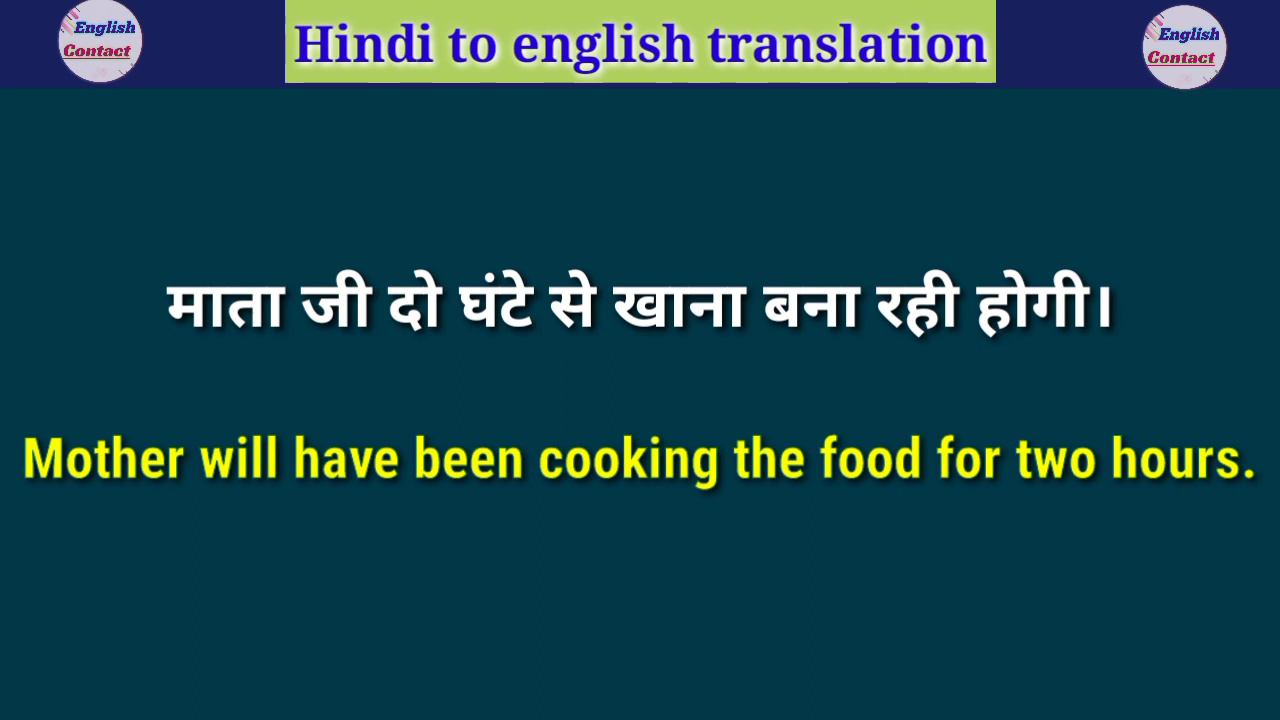 English
Contact
Hindi to english translation
English
Contact
माता जी दो घंटे से खाना बना रही होगी।
Mother will have been cooking the food for two hours.